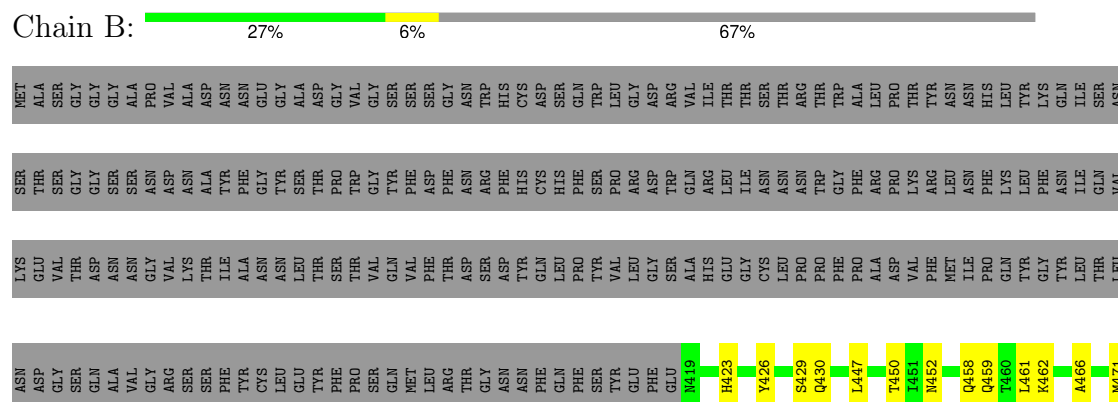 Chain B:
27% 6% 67%
MET ALA SER GLY GLY GLY ALA PRO VAL ALA ASP ASN ASN GLU GLY ALA ASP GLY VAL GLY SER SER SER GLY ASN TRP HIS CYS ASP SER GLN TRP LEU GLY ASP ARG VAL ILE THR THR SER THR ARG THR TRP ALA LEU PRO THR TYR ASN ASN HIS LEU TYR LYS GLN ILE SER ASN
SER THR SER GLY GLY SER SER ASN ASP ASN ALA TYR PHE GLY TYR SER THR PRO TRP GLY TYR PHE ASP PHE ASN ARG PHE HIS CYS HIS PHE SER PRO ARG ASP TRP GLN ARG LEU ILE ASN ASN ASN TRP GLY PHE ARG PRO LYS ARG LEU ASN PHE LYS LEU PHE ASN ILE GLN VAL
LYS GLU VAL THR ASP ASN ASN GLY VAL LYS THR ILE ALA ASN ASN LEU THR SER THR VAL GLN VAL PHE THR ASP SER ASP TYR GLN LEU PRO TYR VAL LEU GLY SER ALA HIS GLU GLY CYS LEU PRO PRO PHE PRO ALA ASP VAL PHE MET ILE PRO GLN TYR GLY TYR LEU THR LEU
ASN ASP GLY SER GLN ALA VAL GLY ARG SER SER PHE TYR CYS LEU GLU TYR PHE PRO SER GLN MET LEU ARG THR GLY ASN ASN PHE GLN PHE SER TYR GLU PHE GLU N419 H423 Y426 S429 Q430 L447 T450 I451 N452 Q458 Q459 T460 L461 K462 A466 M471